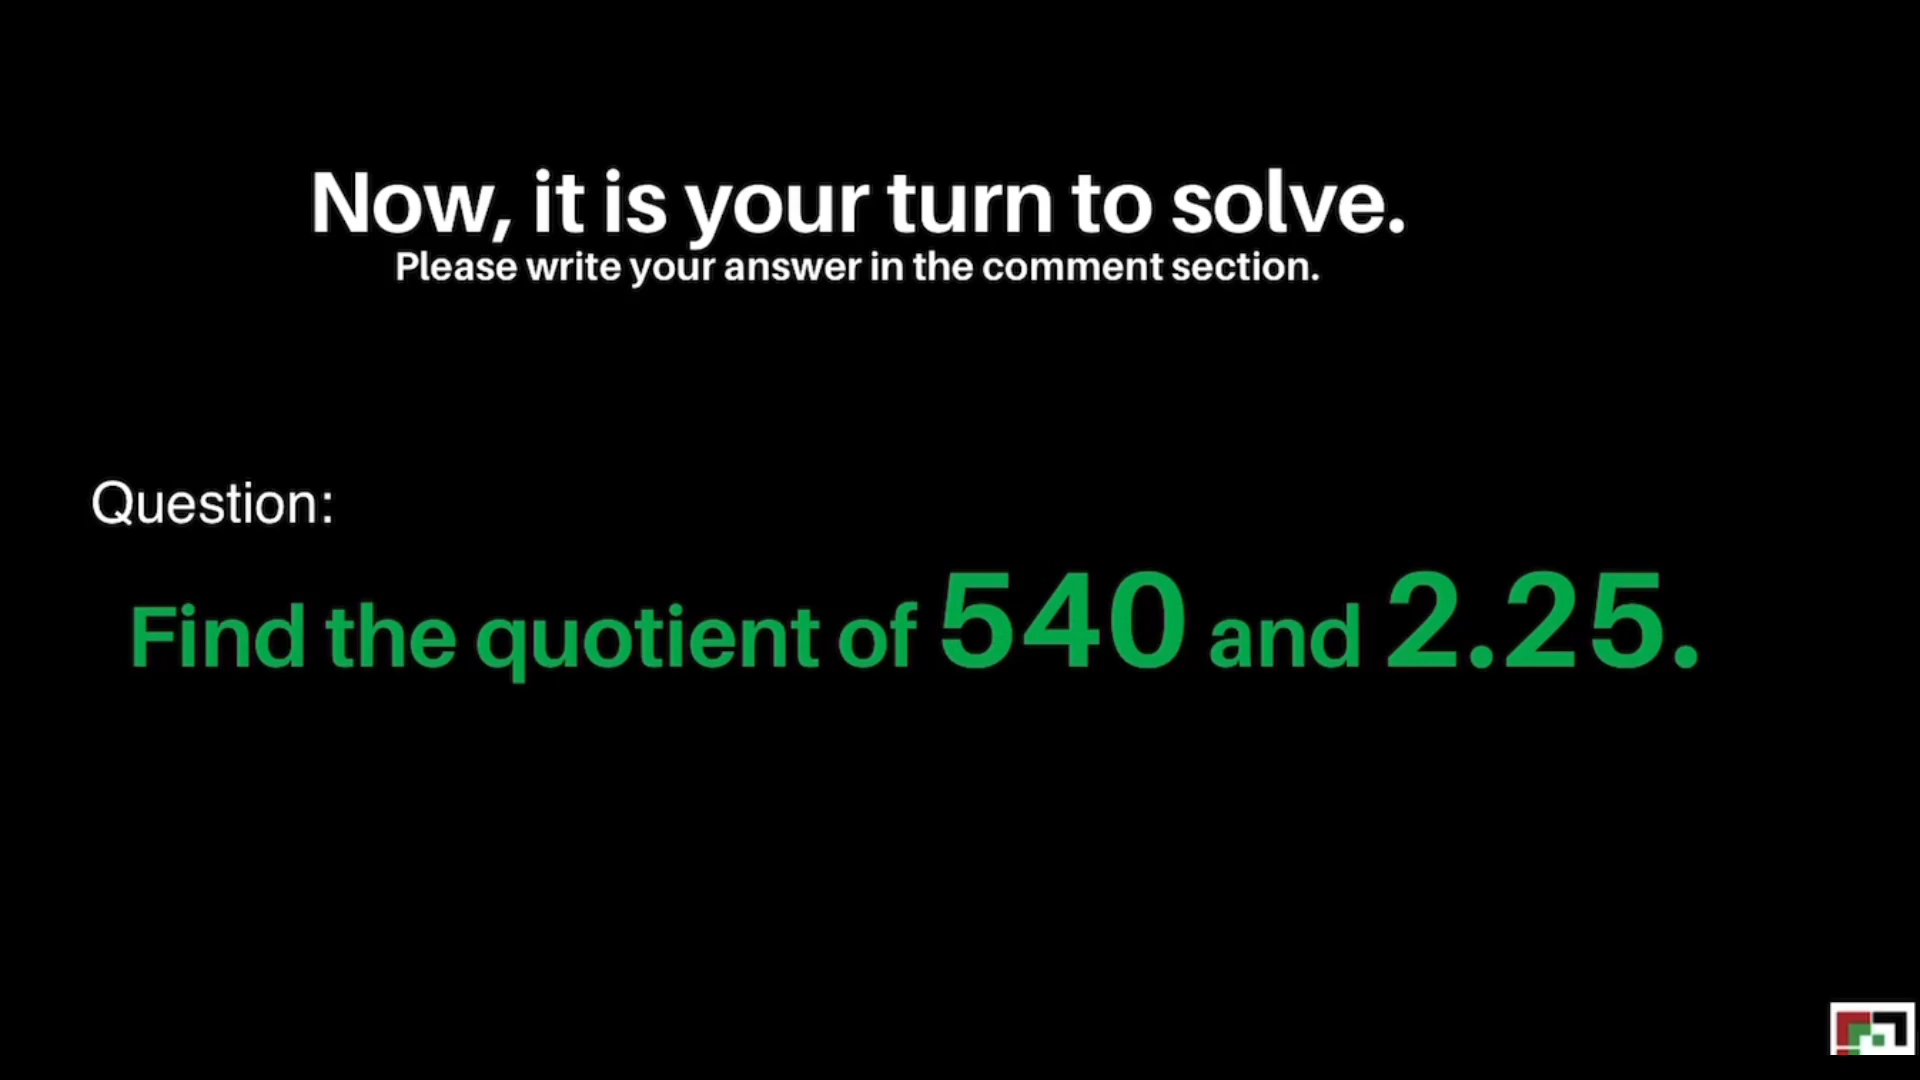 Now, it is your turn to solve.
Please write your answer in the comment section.
Question:
Find the quotient of 540 and 2.25.